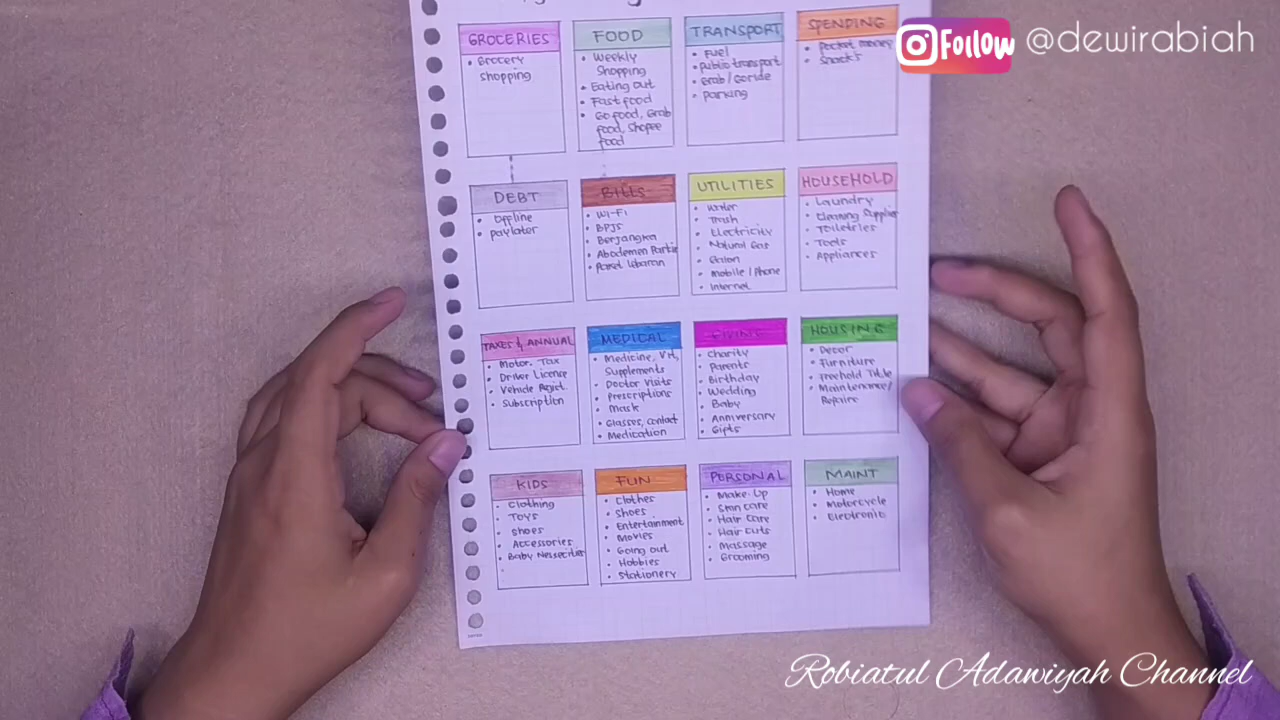 GROCERIES
• Grocery
shopping
FOOD
• Weekly
Shopping
• Eating out
• Fast food
• Go food, Grab
food, Shopee
food
TRANSPORT
• Fuel
• Public transport
• Grab / Goride
• Parking
SPENDING
• Pocket money
• Snacks
Follow @dewirabiah
DEBT
• Offline
• Paylater
BILLS
• Wi-Fi
• BPJS
• Berjangka
• Abodemen Parkir
• Paket lebaran
UTILITIES
• Water
• Trash
• Electricity
• Natural Gas
• Galon
• Mobile / Phone
• Internet
HOUSEHOLD
• Laundry
• Cleaning Supplies
• Toiletries
• Tools
• Appliances
TAXES & ANNUAL
• Motor. Tax
• Driver Licence
• Vehicle Regist.
• Subscription
MEDICAL
• Medicine, Vit,
Supplements
• Doctor Visits
• Prescriptions
• Mask
• Glasses, contact
• Medication
GIVING
• Charity
• Parents
• Birthday
• Wedding
• Baby
• Anniversary
• Gifts
HOUSING
• Decor
• Furniture
• Freehold Title
• Maintenance/
Repairs
KIDS
• Clothing
• Toys
• Shoes
• Accessories
• Baby Nessecities
FUN
• Clothes
• Shoes
• Entertainment
• Movies
• Going out
• Hobbies
• Stationery
PERSONAL
• Make-Up
• Skin care
• Hair Care
• Hair cuts
• Massage
• Grooming
MAINT
• Home
• Motorcycle
• Electronic
Robiatul Adawiyah Channel